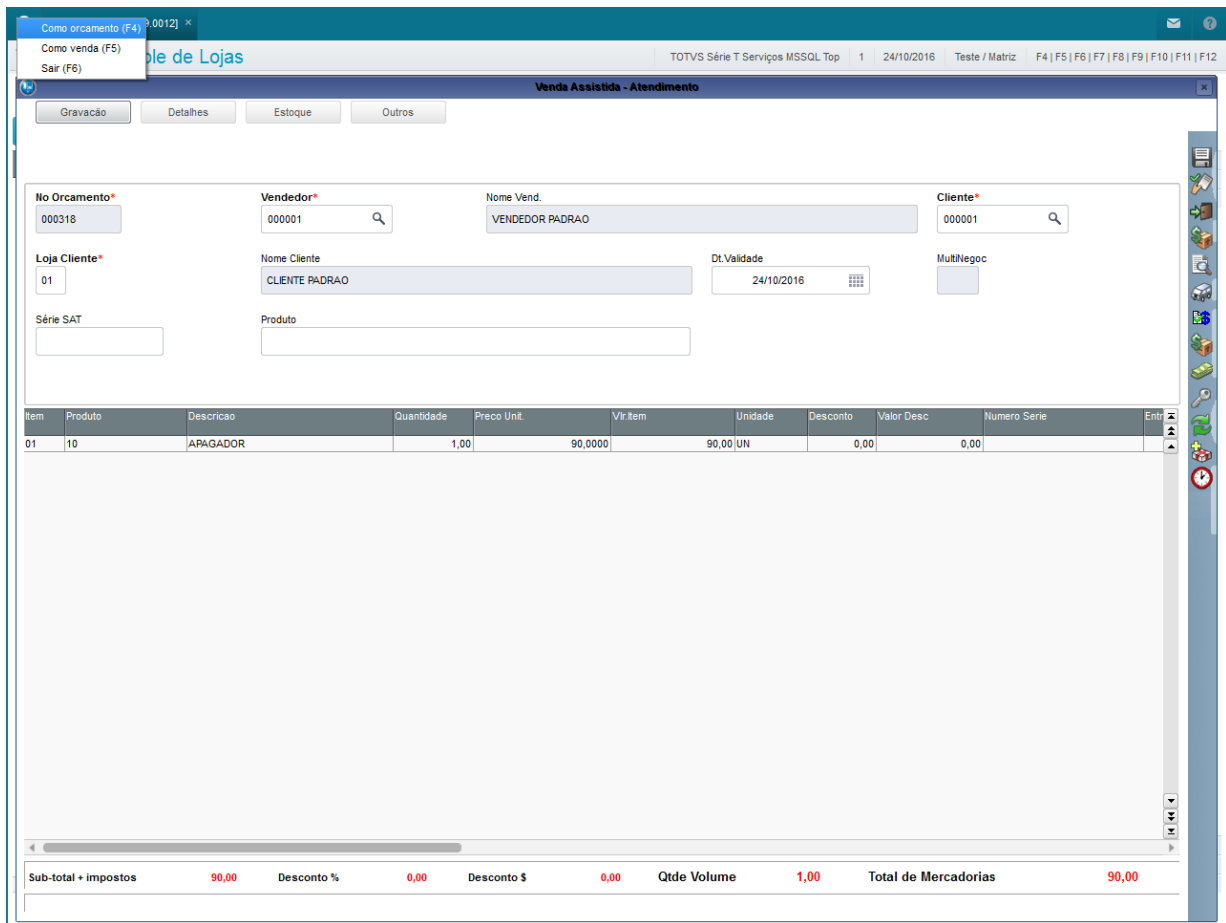 Como orcamento (F4)
9.0012] ×
Como venda (F5)
Sair (F6)
ole de Lojas
TOTVS Série T Serviços MSSQL Top 1 24/10/2016 Teste / Matriz F4 | F5 | F6 | F7 | F8 | F9 | F10 | F11 | F12
Venda Assistida - Atendimento
Gravacão Detalhes Estoque Outros
No Orcamento* Vendedor* Nome Vend. Cliente*
000318 000001 VENDEDOR PADRAO 000001
Loja Cliente* Nome Cliente Dt.Validade MultiNegoc
01 CLIENTE PADRAO 24/10/2016
Série SAT Produto
Item Produto Descricao Quantidade Preco Unit. Vlr.Item Unidade Desconto Valor Desc Numero Serie Entr
01 10 APAGADOR 1,00 90,0000 90,00 UN 0,00 0,00
Sub-total + impostos 90,00 Desconto % 0,00 Desconto $ 0,00 Qtde Volume 1,00 Total de Mercadorias 90,00